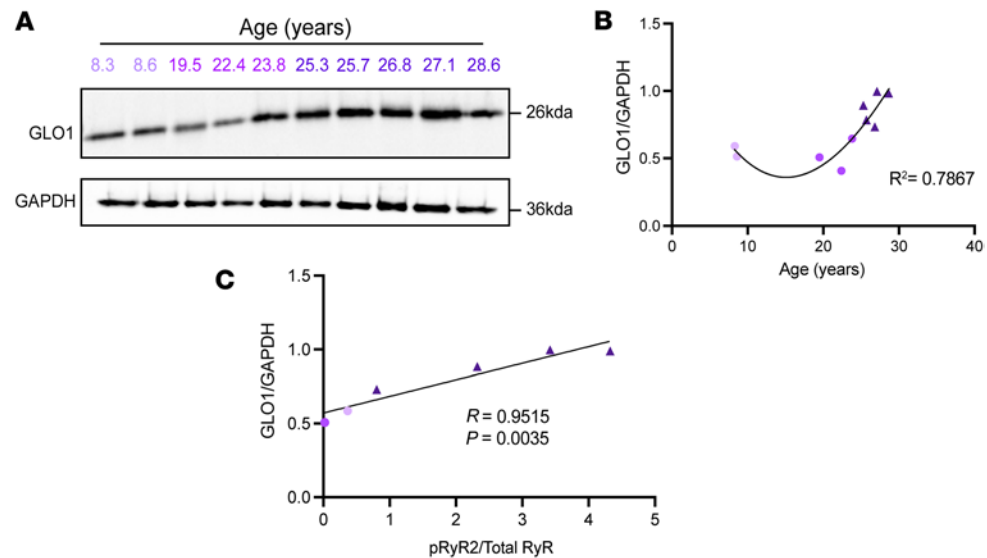 A
Age (years)
8.3 8.6 19.5 22.4 23.8 25.3 25.7 26.8 27.1 28.6
GLO1
26kda
GAPDH
36kda
B
GLO1/GAPDH
1.5
1.0
0.5
0.0
R²= 0.7867
0 10 20 30 40
Age (years)
C
GLO1/GAPDH
1.5
1.0
0.5
0.0
R = 0.9515
P = 0.0035
0 1 2 3 4 5
pRyR2/Total RyR